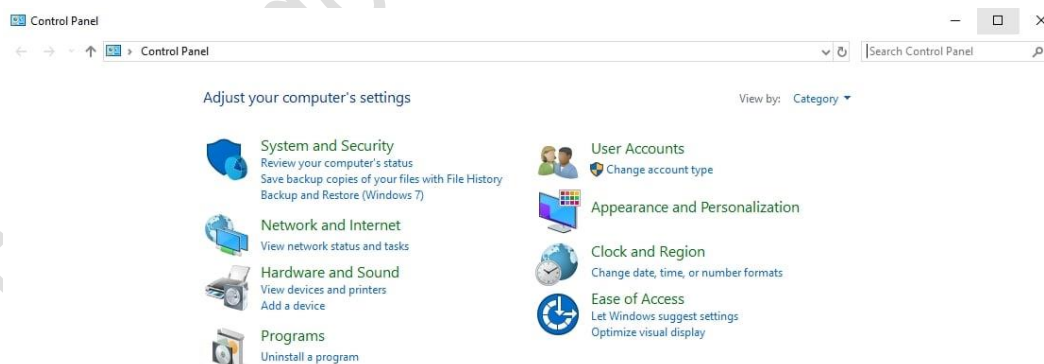 Control Panel
Control Panel
Search Control Panel
Adjust your computer's settings
View by: Category
System and Security
Review your computer's status
Save backup copies of your files with File History
Backup and Restore (Windows 7)
Network and Internet
View network status and tasks
Hardware and Sound
View devices and printers
Add a device
Programs
Uninstall a program
User Accounts
Change account type
Appearance and Personalization
Clock and Region
Change date, time, or number formats
Ease of Access
Let Windows suggest settings
Optimize visual display